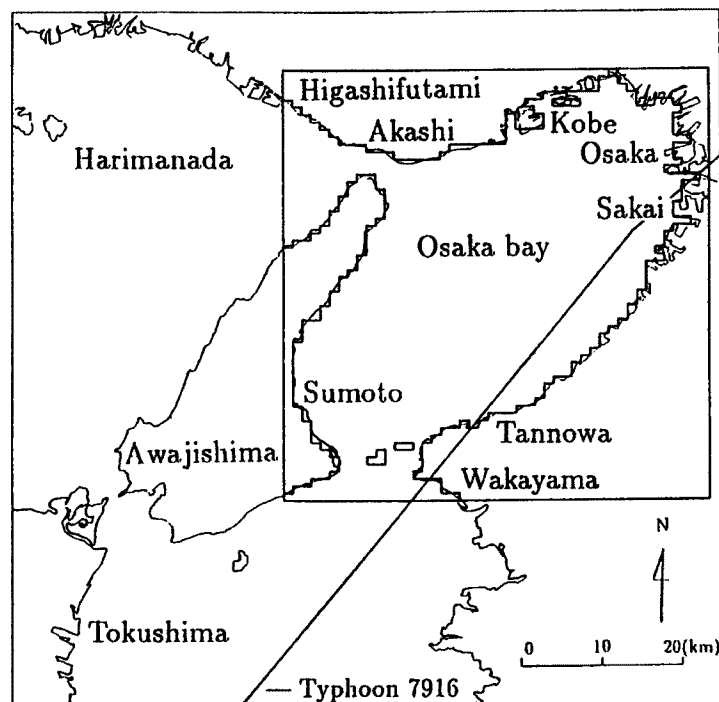 Higashifutami
Akashi
Kobe
Harimanada
Osaka
Sakai
Osaka bay
Sumoto
Tannowa
Awajishima
Wakayama
N
Tokushima
0 10 20(km)
— Typhoon 7916